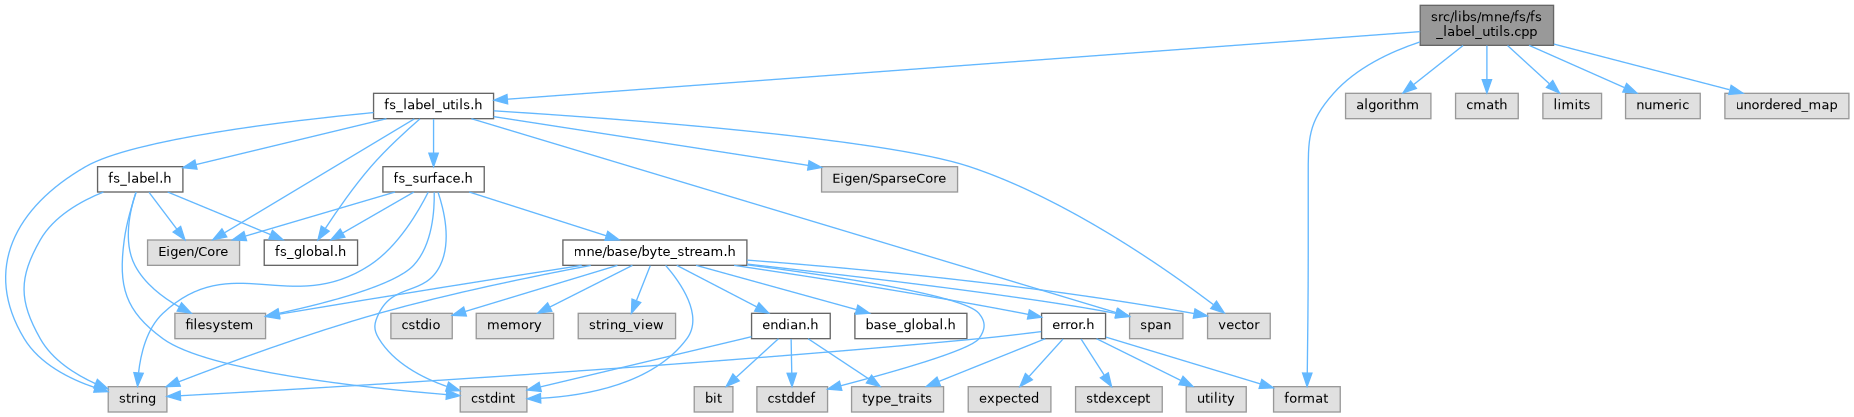 src/libs/mne/fs/fs
_label_utils.cpp
fs_label_utils.h
algorithm
cmath
limits
numeric
unordered_map
fs_label.h
fs_surface.h
Eigen/SparseCore
Eigen/Core
fs_global.h
mne/base/byte_stream.h
filesystem
cstdio
memory
string_view
endian.h
base_global.h
error.h
span
vector
string
cstdint
bit
cstddef
type_traits
expected
stdexcept
utility
format